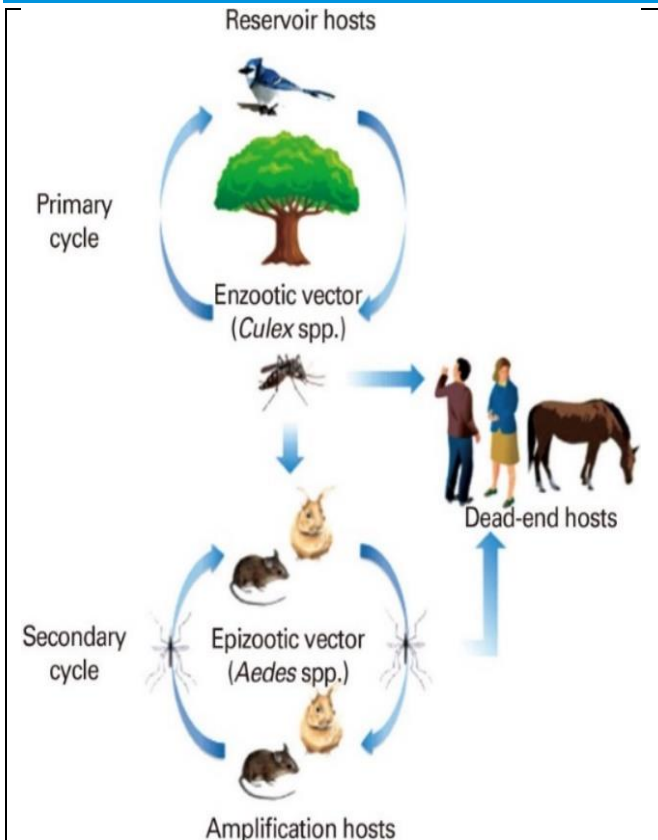 Reservoir hosts
Primary
cycle
Enzootic vector
(Culex spp.)
Dead-end hosts
Secondary
cycle
Epizootic vector
(Aedes spp.)
Amplification hosts